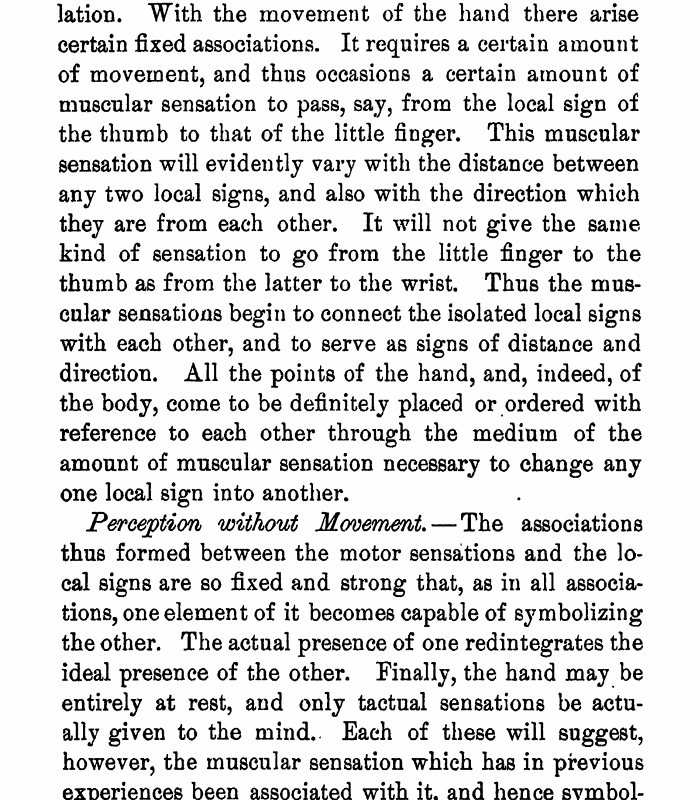 lation. With the movement of the hand there arise
certain fixed associations. It requires a certain amount
of movement, and thus occasions a certain amount of
muscular sensation to pass, say, from the local sign of
the thumb to that of the little finger. This muscular
sensation will evidently vary with the distance between
any two local signs, and also with the direction which
they are from each other. It will not give the same
kind of sensation to go from the little finger to the
thumb as from the latter to the wrist. Thus the mus-
cular sensations begin to connect the isolated local signs
with each other, and to serve as signs of distance and
direction. All the points of the hand, and, indeed, of
the body, come to be definitely placed or ordered with
reference to each other through the medium of the
amount of muscular sensation necessary to change any
one local sign into another.
Perception without Movement.—The associations
thus formed between the motor sensations and the lo-
cal signs are so fixed and strong that, as in all associa-
tions, one element of it becomes capable of symbolizing
the other. The actual presence of one redintegrates the
ideal presence of the other. Finally, the hand may be
entirely at rest, and only tactual sensations be actu-
ally given to the mind. Each of these will suggest,
however, the muscular sensation which has in previous
experiences been associated with it, and hence symbol-